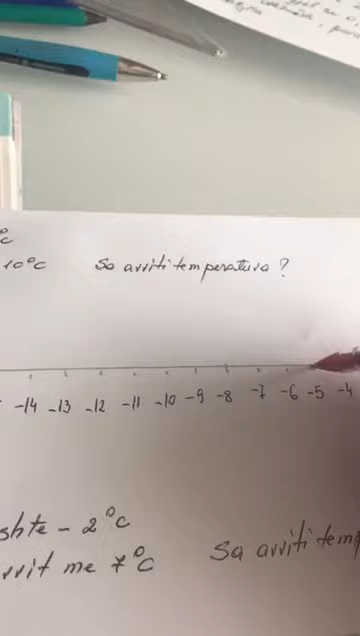 °C
10°C Sa arriti temperatura?
-14 -13 -12 -11 -10 -9 -8 -7 -6 -5 -4
shte - 2°C
rrit me 7°C Sa arriti temp